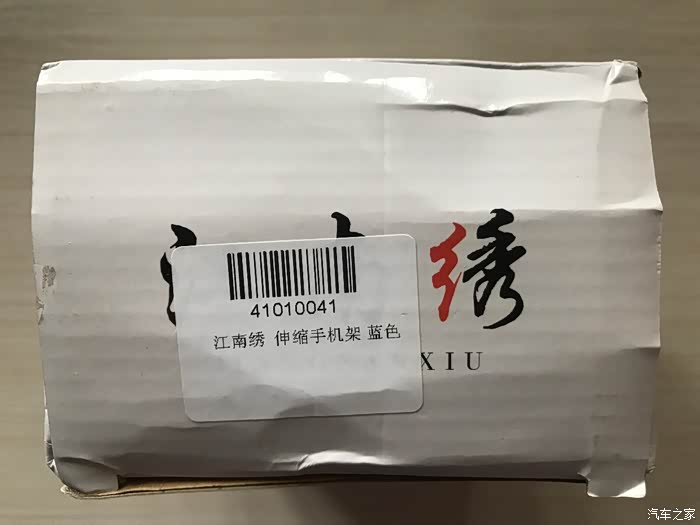 绣
41010041
江南绣 伸缩手机架 蓝色
XIU
汽车之家